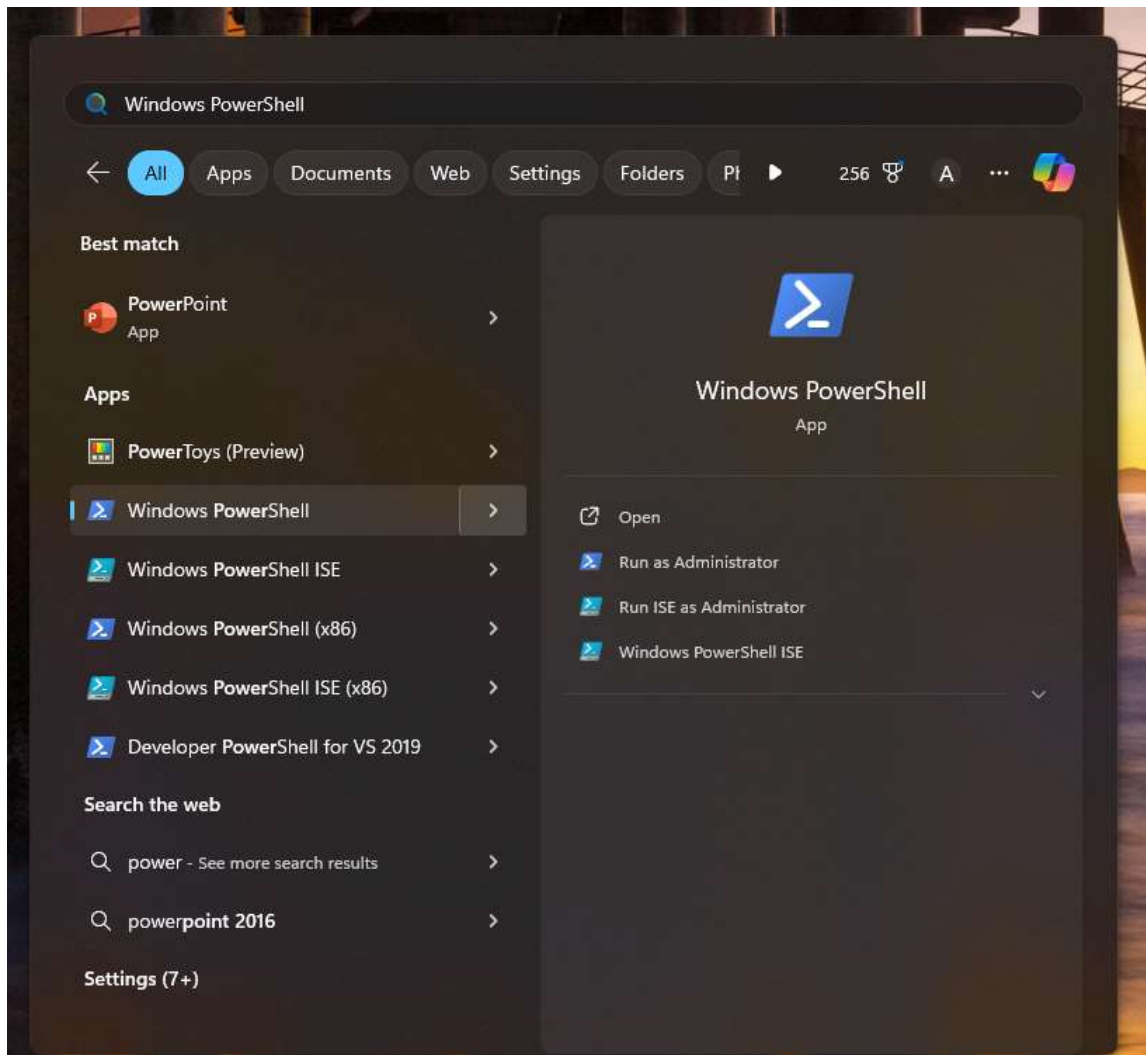 Windows PowerShell
All Apps Documents Web Settings Folders 256 A
Best match
PowerPoint
App
Apps
PowerToys (Preview)
Windows PowerShell
Windows PowerShell ISE
Windows PowerShell (x86)
Windows PowerShell ISE (x86)
Developer PowerShell for VS 2019
Search the web
power - See more search results
powerpoint 2016
Settings (7+)
Windows PowerShell
App
Open
Run as Administrator
Run ISE as Administrator
Windows PowerShell ISE